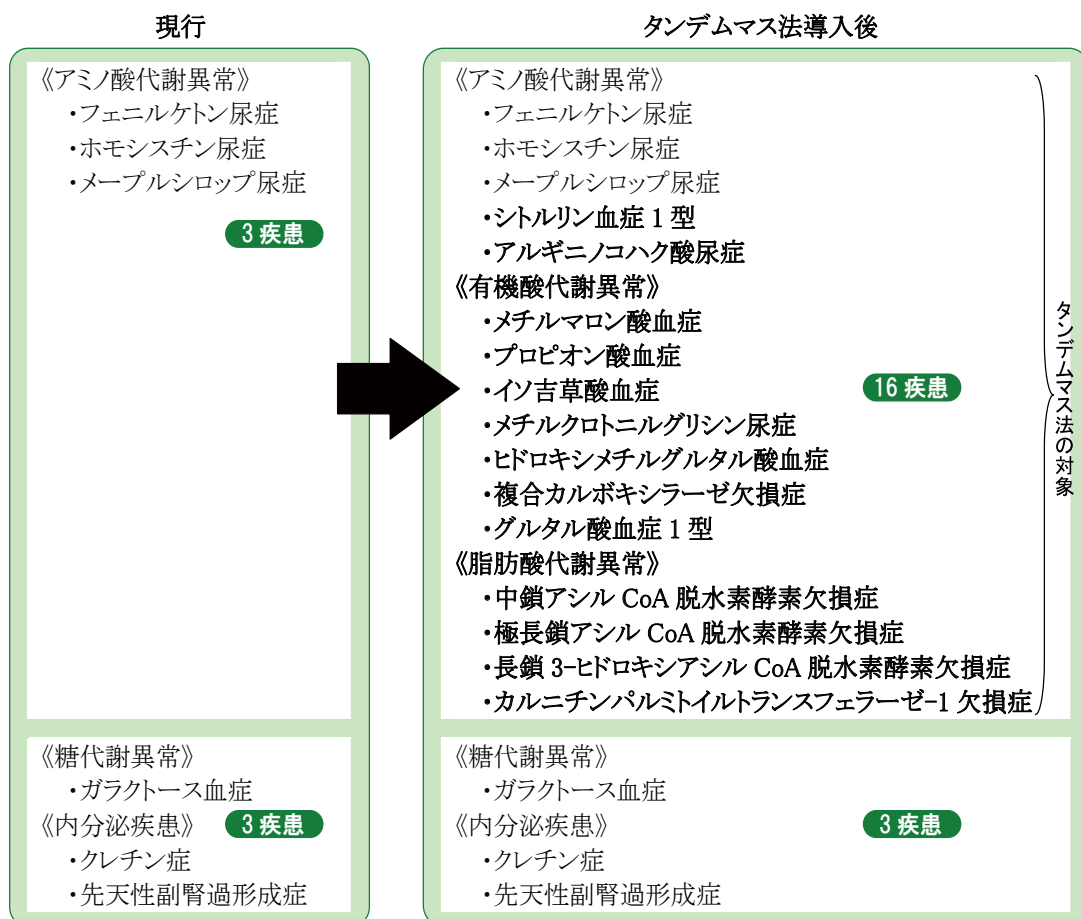 現行
《アミノ酸代謝異常》
・フェニルケトン尿症
・ホモシスチン尿症
・メープルシロップ尿症
3疾患
《糖代謝異常》
・ガラクトース血症
《内分泌疾患》 3疾患
・クレチン症
・先天性副腎過形成症
タンデムマス法導入後
《アミノ酸代謝異常》
・フェニルケトン尿症
・ホモシスチン尿症
・メープルシロップ尿症
・シトルリン血症 1 型
・アルギニノコハク酸尿症
《有機酸代謝異常》
・メチルマロン酸血症
・プロピオン酸血症
・イソ吉草酸血症 16 疾患
・メチルクロトニルグリシン尿症
・ヒドロキシメチルグルタル酸血症
・複合カルボキシラーゼ欠損症
・グルタル酸血症 1 型
《脂肪酸代謝異常》
・中鎖アシル CoA 脱水素酵素欠損症
・極長鎖アシル CoA 脱水素酵素欠損症
・長鎖 3-ヒドロキシアシル CoA 脱水素酵素欠損症
・カルニチンパルミトイルトランスフェラーゼ-1 欠損症
タンデムマス法の対象
《糖代謝異常》
・ガラクトース血症
《内分泌疾患》 3疾患
・クレチン症
・先天性副腎過形成症